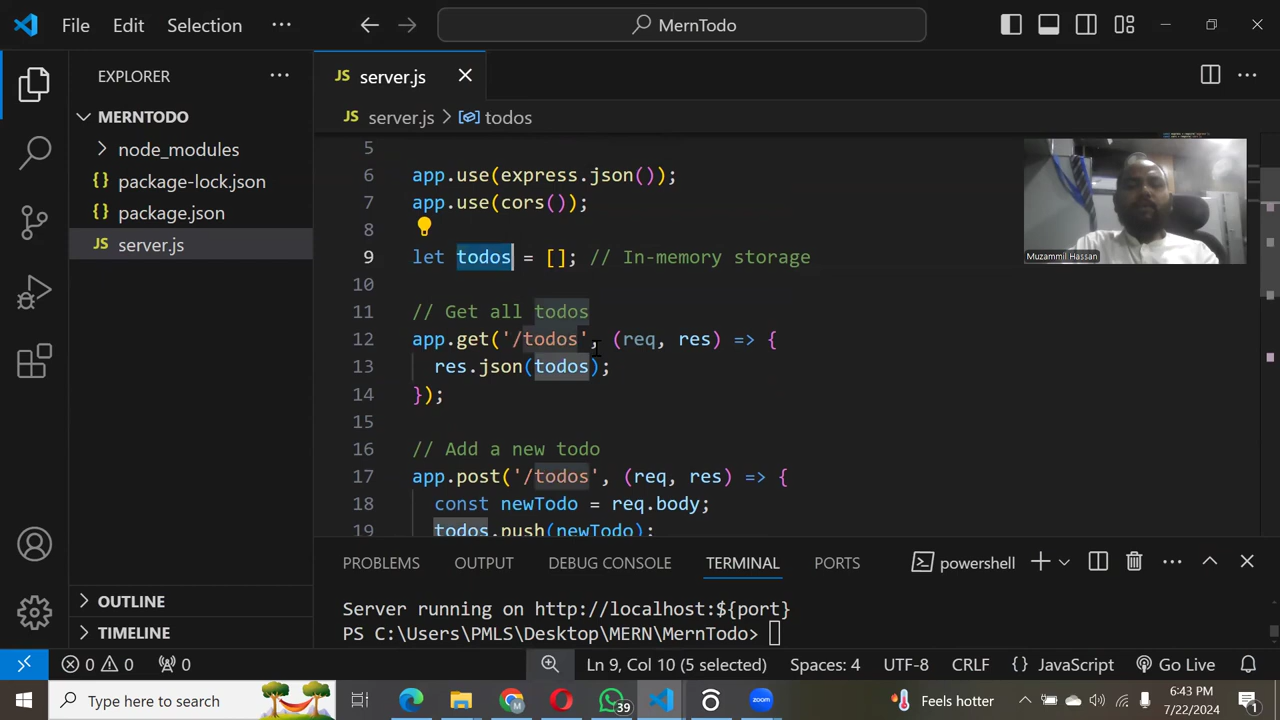 File Edit Selection ··· MernTodo
EXPLORER ···
MERNTODO
node_modules
package-lock.json
package.json
JS server.js
OUTLINE
TIMELINE
JS server.js
JS server.js > todos
5
6 app.use(express.json());
7 app.use(cors());
8
9 let todos = []; // In-memory storage
10
11 // Get all todos
12 app.get('/todos', (req, res) => {
13 res.json(todos);
14 });
15
16 // Add a new todo
17 app.post('/todos', (req, res) => {
18 const newTodo = req.body;
19 todos.push(newTodo);
Muzammil Hassan
PROBLEMS OUTPUT DEBUG CONSOLE TERMINAL PORTS powershell
Server running on http://localhost:${port}
PS C:\Users\PMLS\Desktop\MERN\MernTodo>
0 0 0 Ln 9, Col 10 (5 selected) Spaces: 4 UTF-8 CRLF {} JavaScript Go Live
Type here to search 39 zoom Feels hotter 6:43 PM
7/22/2024 1